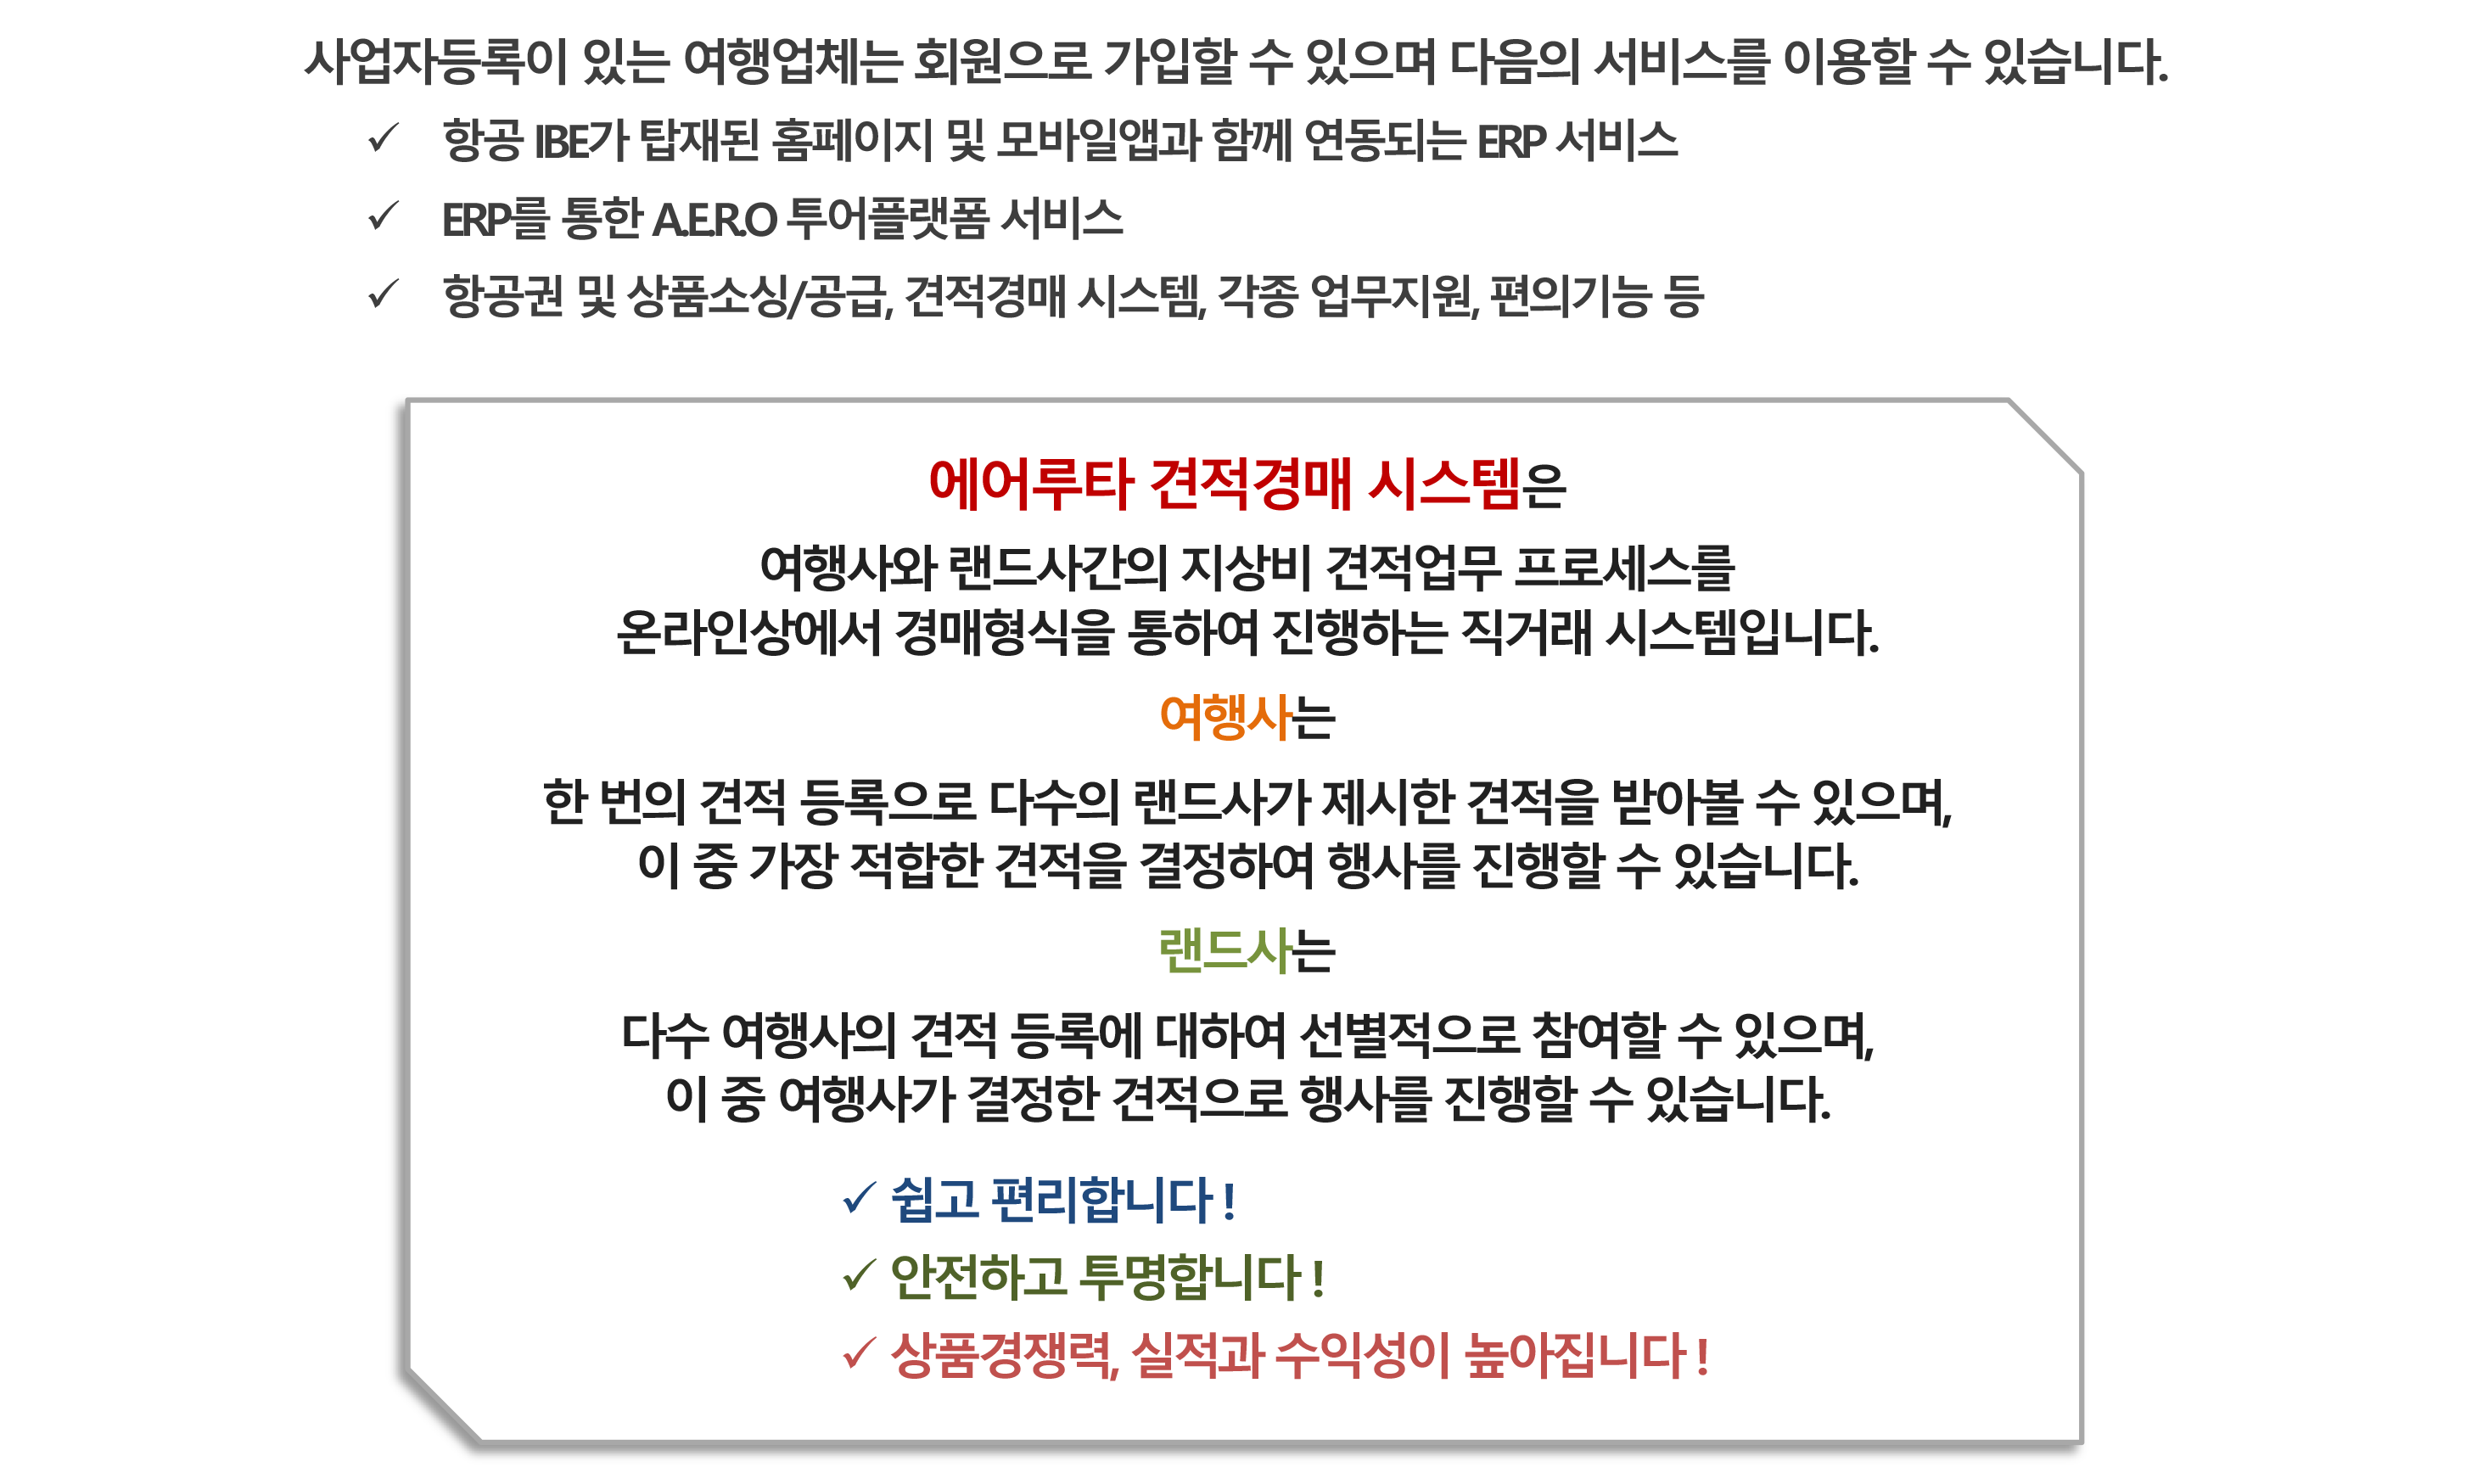 사업자등록이 있는 여행업체는 회원으로 가입할 수 있으며 다음의 서비스를 이용할 수 있습니다.
✓ 항공 IBE가 탑재된 홈페이지 및 모바일앱과 함께 연동되는 ERP 서비스
✓ ERP를 통한 A.E.R.O 투어플랫폼 서비스
✓ 항공권 및 상품소싱/공급, 견적경매 시스템, 각종 업무지원, 편의기능 등
에어루타 견적경매 시스템은
여행사와 랜드사간의 지상비 견적업무 프로세스를
온라인상에서 경매형식을 통하여 진행하는 직거래 시스템입니다.
여행사는
한 번의 견적 등록으로 다수의 랜드사가 제시한 견적을 받아볼 수 있으며,
이 중 가장 적합한 견적을 결정하여 행사를 진행할 수 있습니다.
랜드사는
다수 여행사의 견적 등록에 대하여 선별적으로 참여할 수 있으며,
이 중 여행사가 결정한 견적으로 행사를 진행할 수 있습니다.
✓ 쉽고 편리합니다 !
✓ 안전하고 투명합니다 !
✓ 상품경쟁력, 실적과 수익성이 높아집니다 !